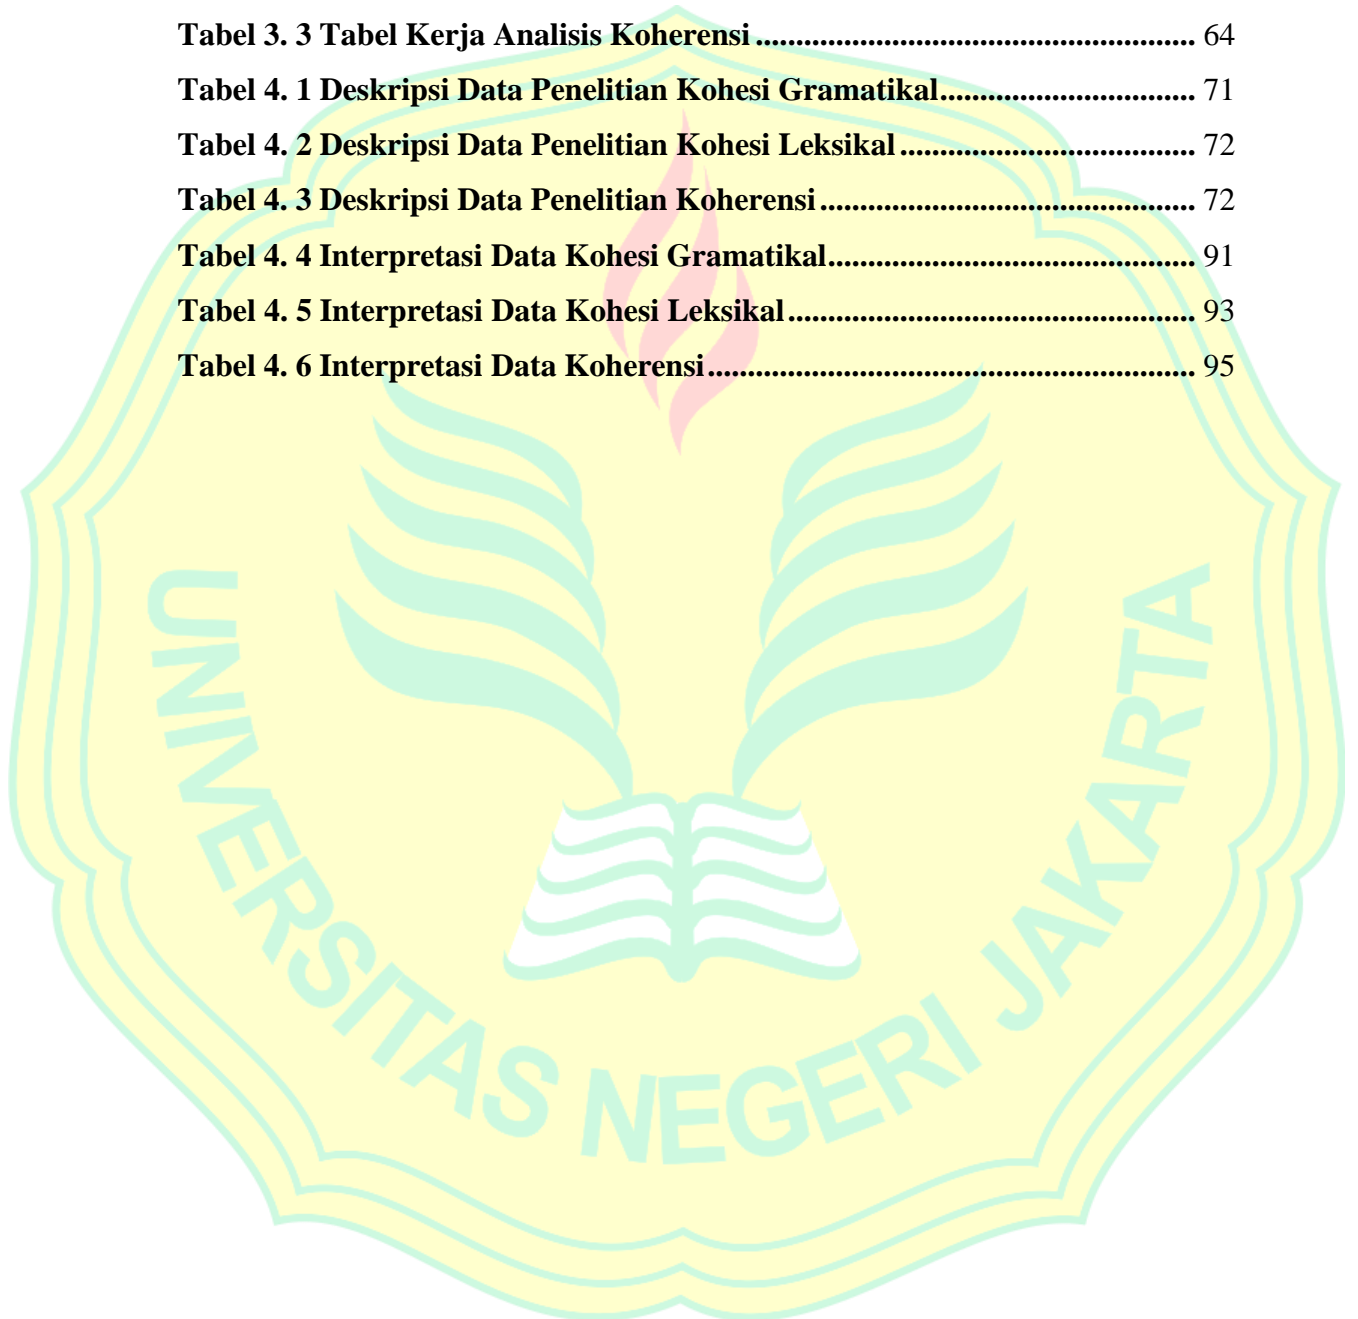 Tabel 3. 3 Tabel Kerja Analisis Koherensi....................................................... 64
Tabel 4. 1 Deskripsi Data Penelitian Kohesi Gramatikal................................ 71
Tabel 4. 2 Deskripsi Data Penelitian Kohesi Leksikal..................................... 72
Tabel 4. 3 Deskripsi Data Penelitian Koherensi............................................... 72
Tabel 4. 4 Interpretasi Data Kohesi Gramatikal.............................................. 91
Tabel 4. 5 Interpretasi Data Kohesi Leksikal................................................... 93
Tabel 4. 6 Interpretasi Data Koherensi............................................................. 95
UNIVERSITAS NEGERI JAKARTA